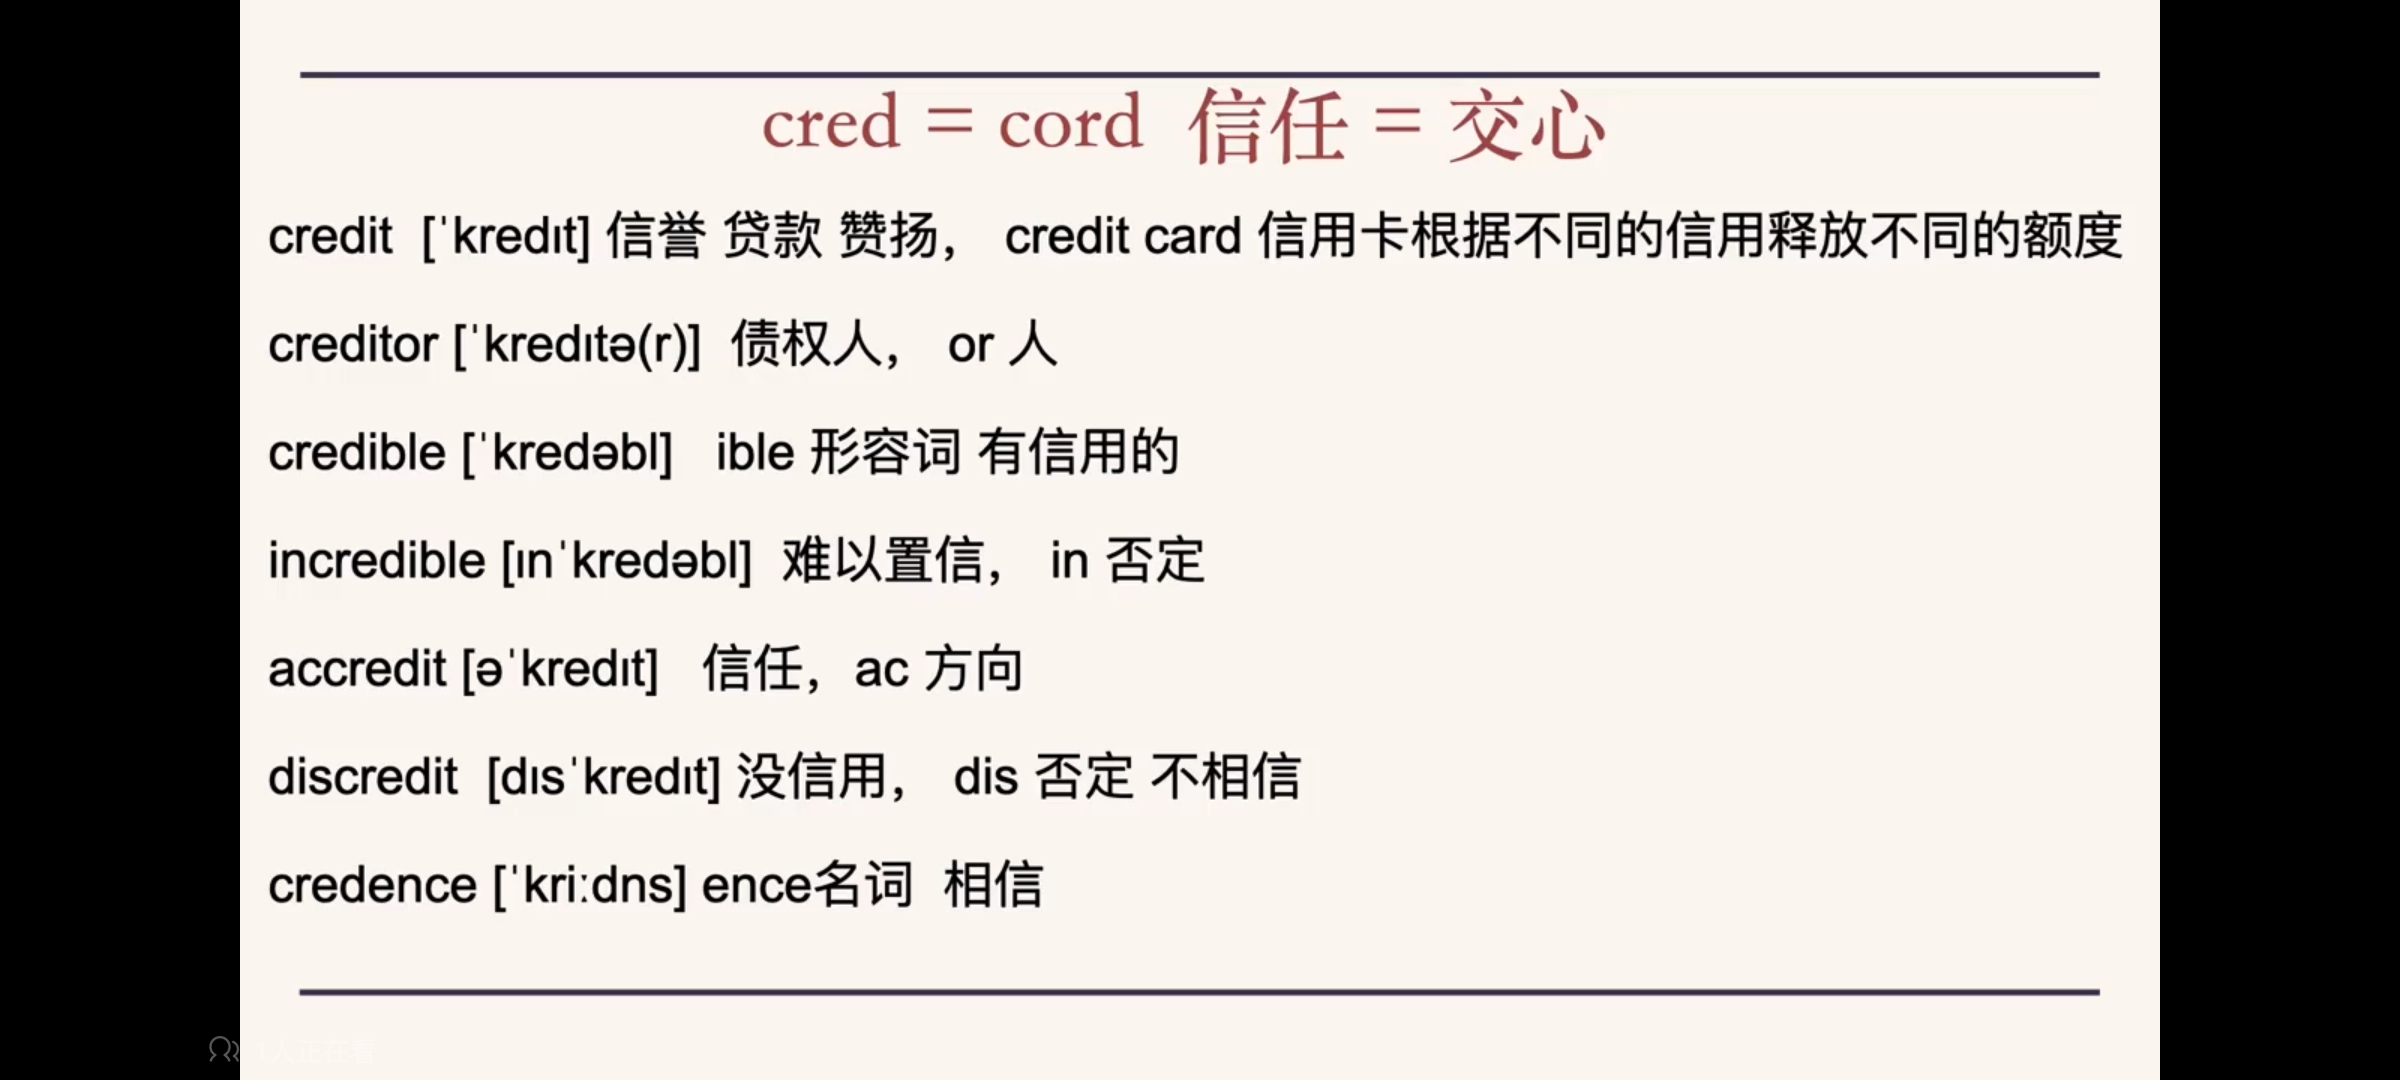 cred = cord 信任 = 交心
credit [ˈkredɪt] 信誉 贷款 赞扬， credit card 信用卡根据不同的信用释放不同的额度
creditor [ˈkredɪtə(r)] 债权人， or 人
credible [ˈkredəbl] ible 形容词 有信用的
incredible [ɪnˈkredəbl] 难以置信， in 否定
accredit [əˈkredɪt] 信任，ac 方向
discredit [dɪsˈkredɪt] 没信用， dis 否定 不相信
credence [ˈkriːdns] ence名词 相信
1人正在看